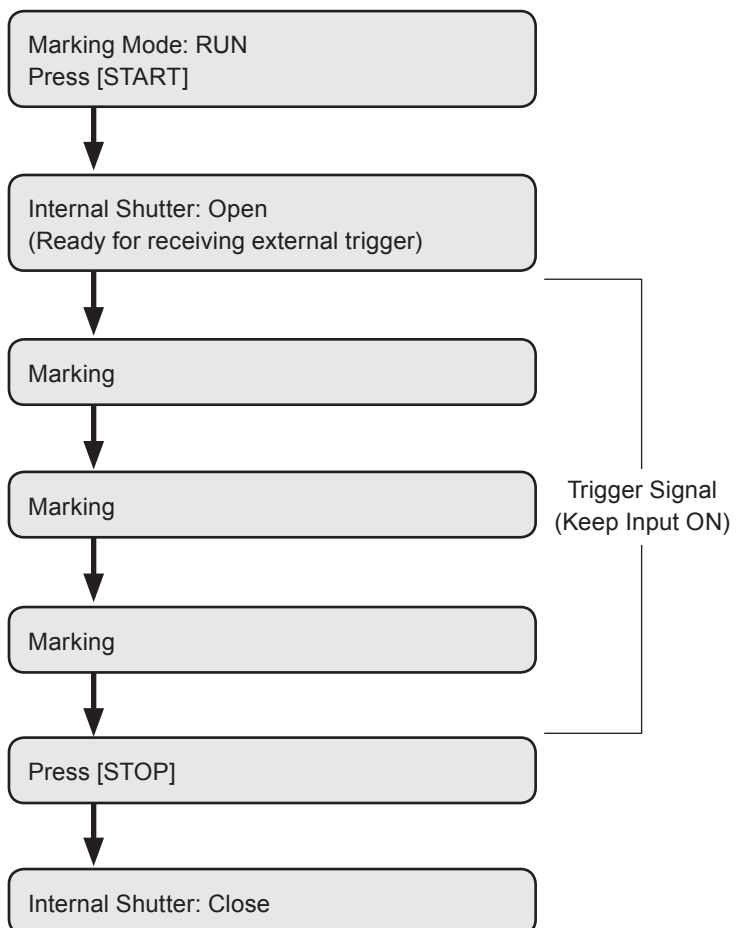 Marking Mode: RUN
Press [START]
Internal Shutter: Open
(Ready for receiving external trigger)
Marking
Marking
Trigger Signal
(Keep Input ON)
Marking
Press [STOP]
Internal Shutter: Close